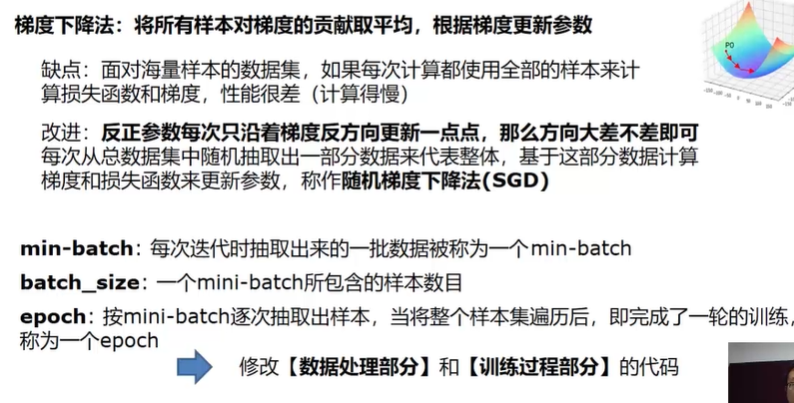 梯度下降法：将所有样本对梯度的贡献取平均，根据梯度更新参数
P0
缺点：面对海量样本的数据集，如果每次计算都使用全部的样本来计
算损失函数和梯度，性能很差（计算得慢）
改进：反正参数每次只沿着梯度反方向更新一点点，那么方向大差不差即可
每次从总数据集中随机抽取出一部分数据来代表整体，基于这部分数据计算
梯度和损失函数来更新参数，称作随机梯度下降法(SGD)
min-batch：每次迭代时抽取出来的一批数据被称为一个min-batch
batch_size：一个mini-batch所包含的样本数目
epoch：按mini-batch逐次抽取出样本，当将整个样本集遍历后，即完成了一轮的训练，
称为一个epoch
修改【数据处理部分】和【训练过程部分】的代码